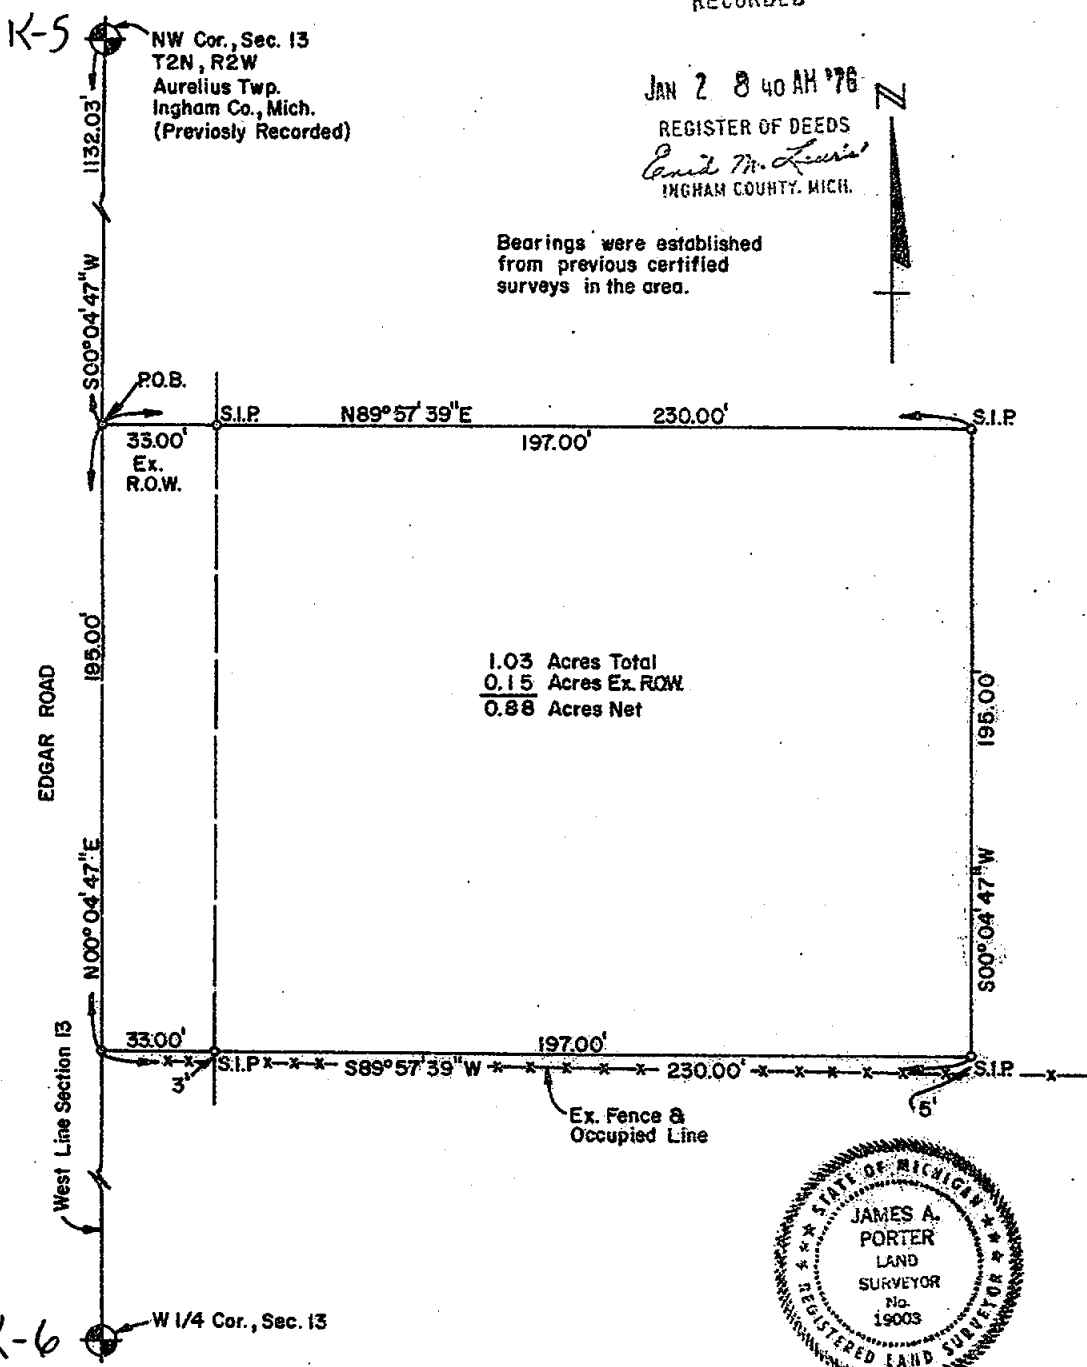 RECORDED
K-5
NW Cor., Sec. 13
T2N, R2W
Aurelius Twp.
Ingham Co., Mich.
(Previosly Recorded)
JAN 2 8 40 AM '76
REGISTER OF DEEDS
Enid M. Lewis
INGHAM COUNTY, MICH.
N
1132.03'
S00°04'47"W
Bearings were established
from previous certified
surveys in the area.
P.O.B.
S.I.P.
N89°57'39"E
230.00'
S.I.P.
33.00'
197.00'
Ex.
R.O.W.
195.00'
EDGAR ROAD
1.03 Acres Total
0.15 Acres Ex. R.O.W.
0.88 Acres Net
195.00'
N00°04'47"E
S00°04'47"W
33.00'
197.00'
S.I.P.
S89°57'39"W
230.00'
S.I.P.
3'
5'
Ex. Fence &
Occupied Line
West Line Section 13
W 1/4 Cor., Sec. 13
K-6
STATE OF MICHIGAN
JAMES A.
PORTER
LAND
SURVEYOR
No.
19003
REGISTERED LAND SURVEYOR